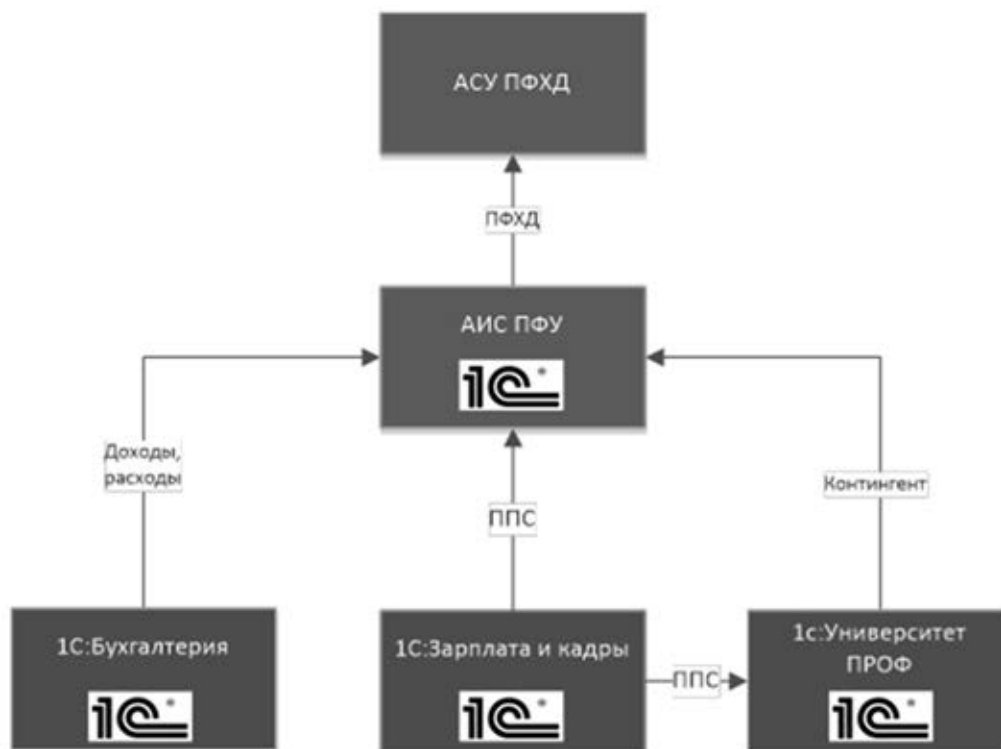 АСУ ПФХД
ПФХД
АИС ПФУ
1С®
Доходы,
расходы
ППС
Контингент
1С:Бухгалтерия
1С®
1С:Зарплата и кадры
1С®
ППС
1с:Университет
ПРОФ
1С®